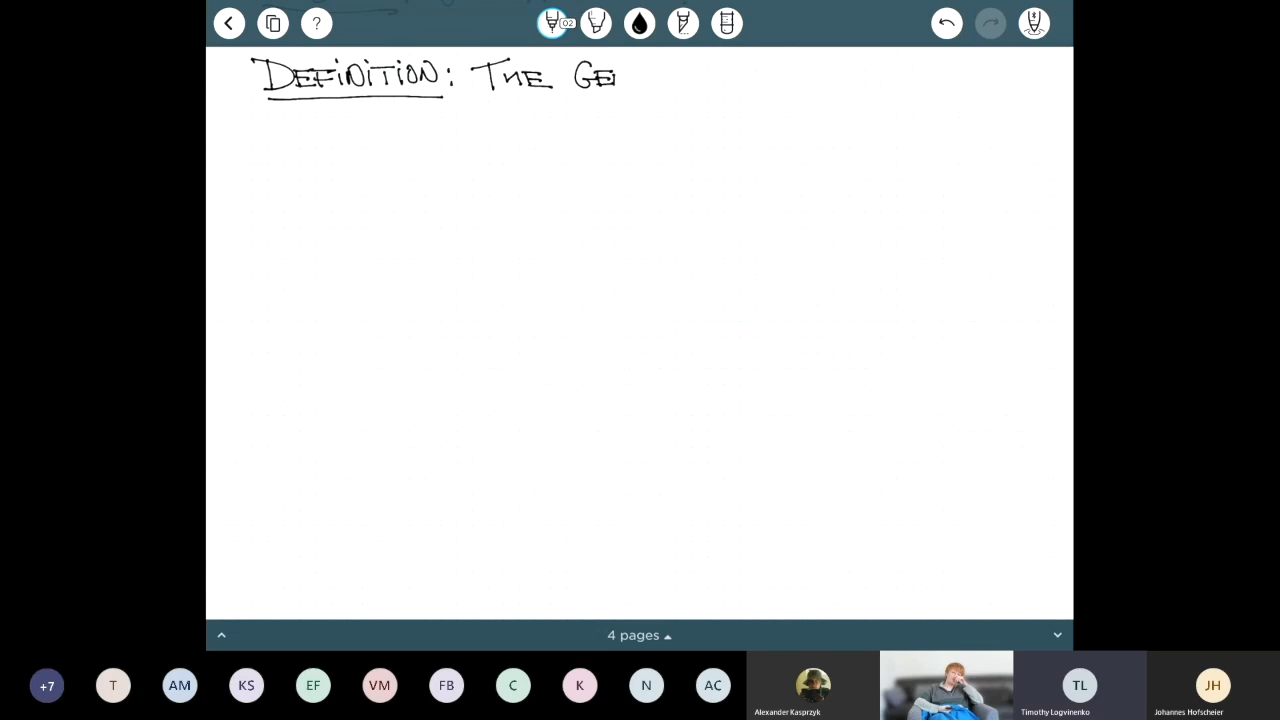 ?
02
DEFINITION: THE GE
4 pages
+7
T
AM
KS
EF
VM
FB
C
K
N
AC
Alexander Kasprzyk
TL
Timothy Logvinenko
JH
Johannes Hofscheier